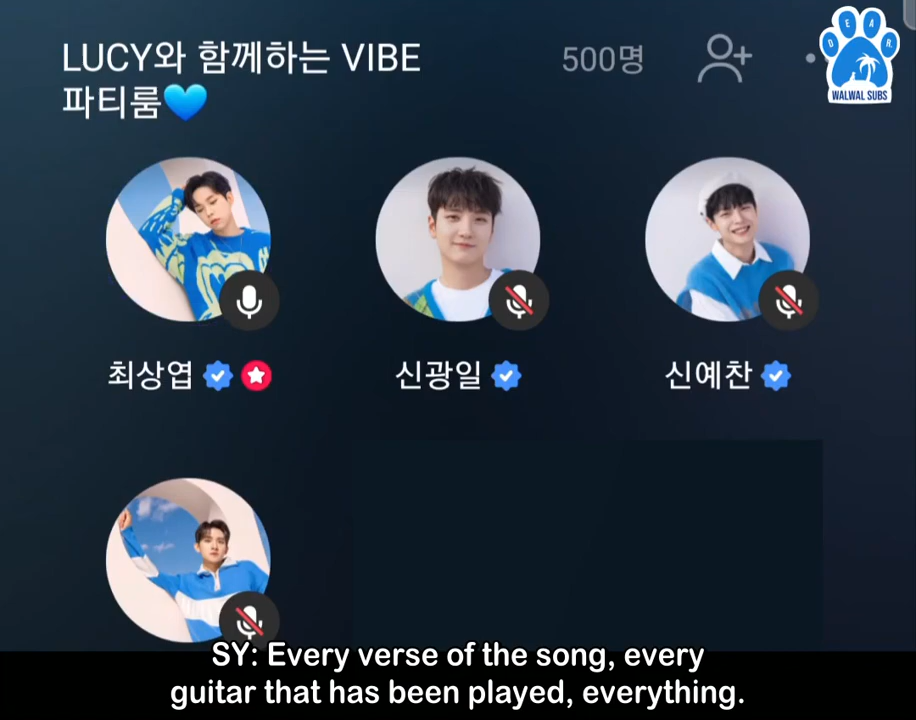 LUCY와 함께하는 VIBE
파티룸💙
500명
DEAR.
WALWAL SUBS
최상엽
신광일
신예찬
SY: Every verse of the song, every
guitar that has been played, everything.